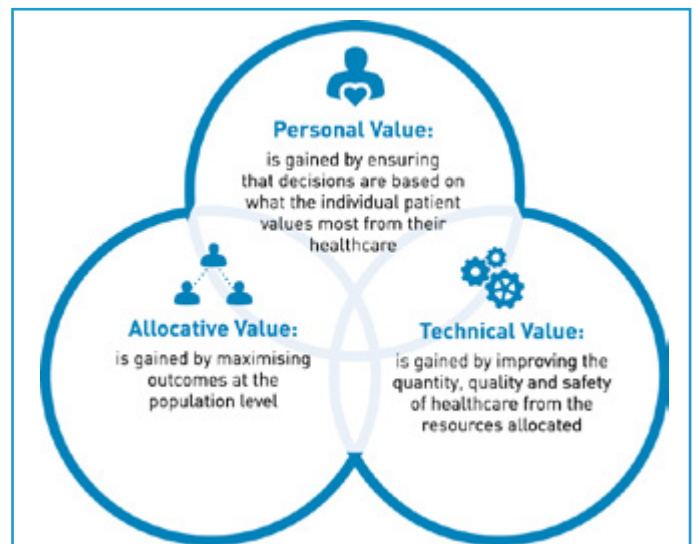 Personal Value:
is gained by ensuring
that decisions are based on
what the individual patient
values most from their
healthcare
Allocative Value:
is gained by maximising
outcomes at the
population level
Technical Value:
is gained by improving the
quantity, quality and safety
of healthcare from the
resources allocated